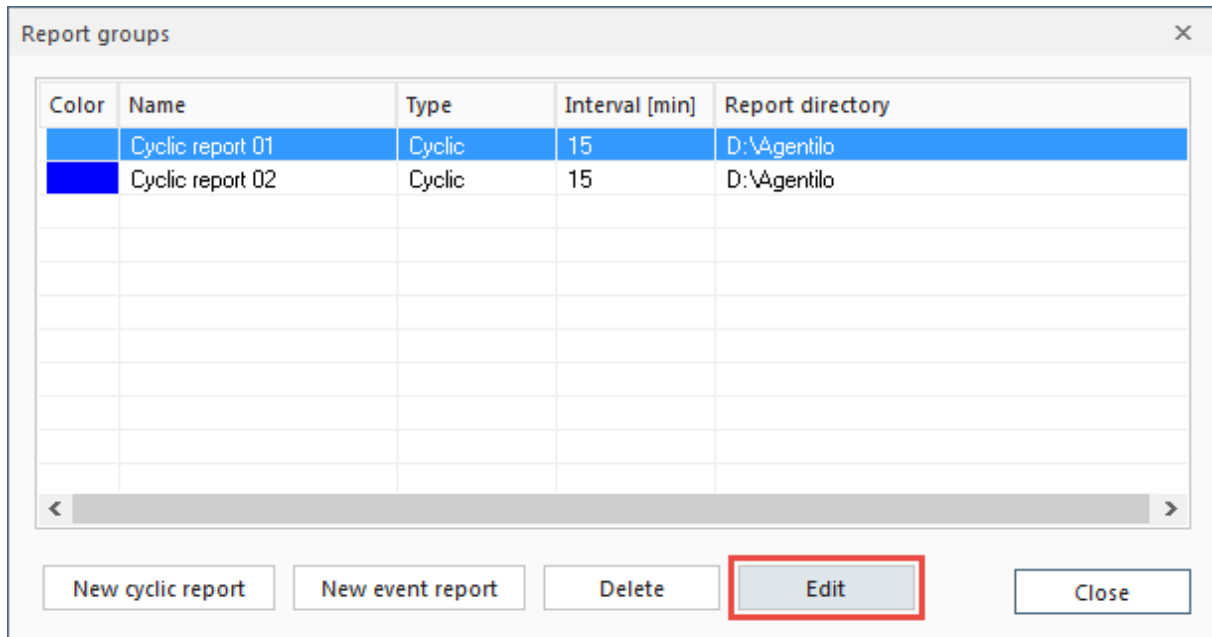 Report groups
Color Name Type Interval [min] Report directory
Cyclic report 01 Cyclic 15 D:\Agentilo
Cyclic report 02 Cyclic 15 D:\Agentilo
New cyclic report New event report Delete Edit Close